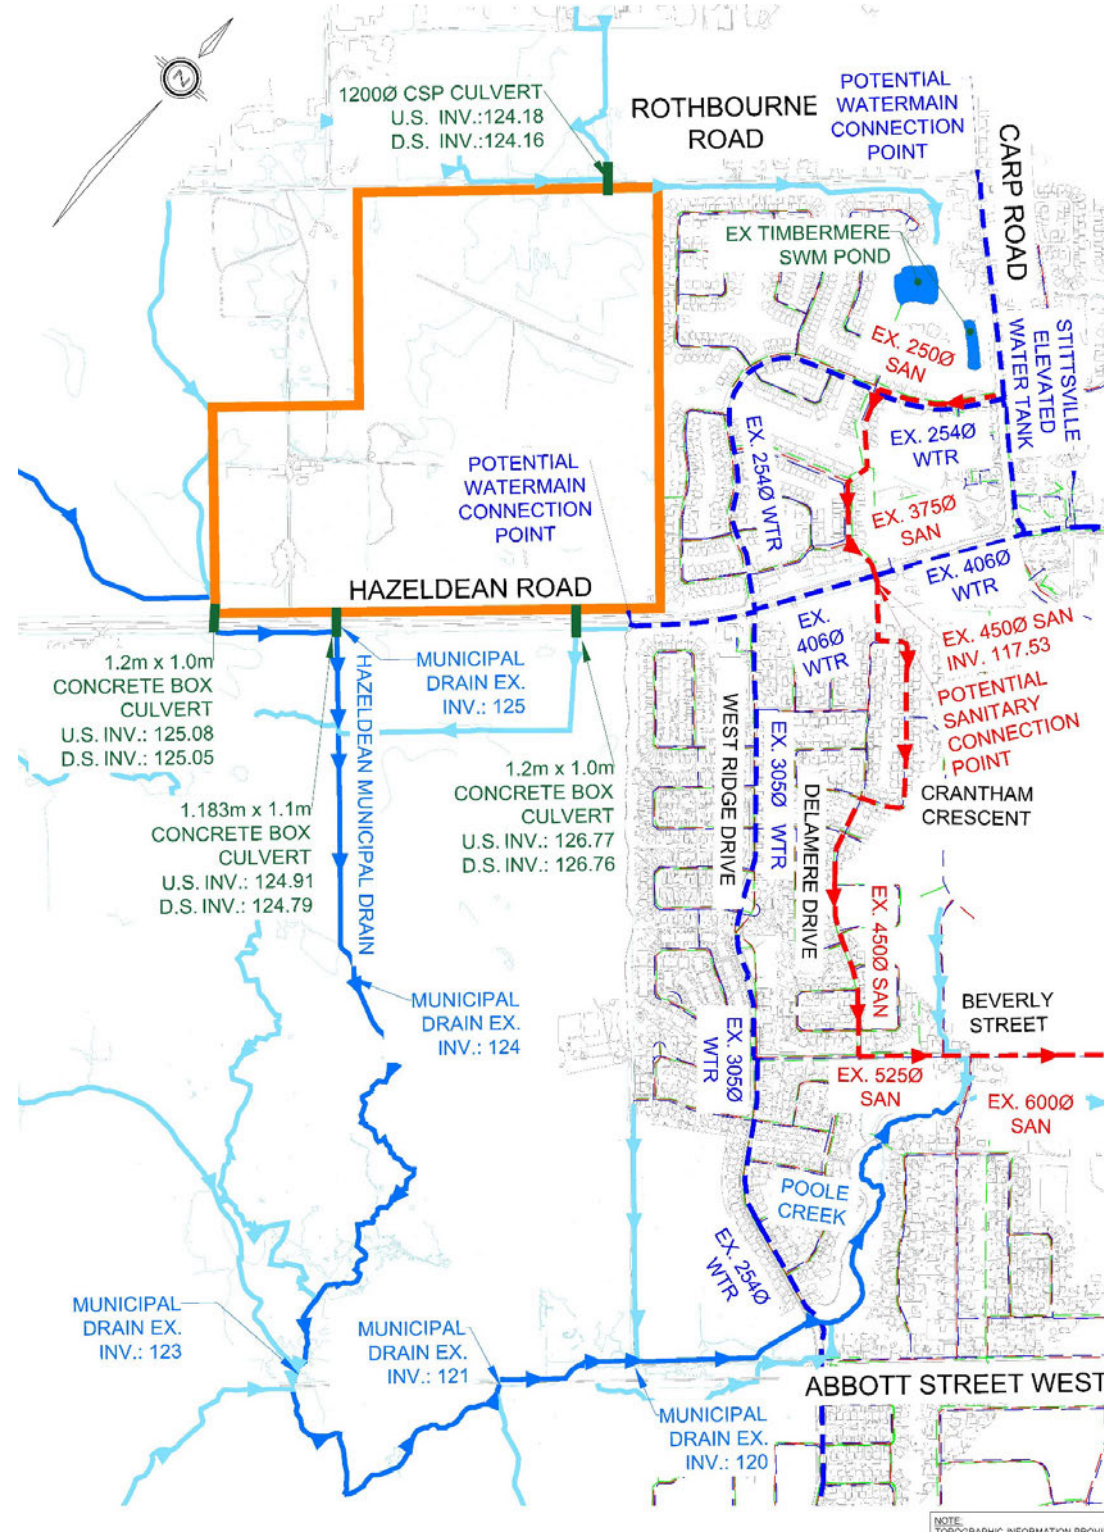 1200Ø CSP CULVERT
U.S. INV.:124.18
D.S. INV.:124.16
ROTHBOURNE
ROAD
POTENTIAL
WATERMAIN
CONNECTION
POINT
CARP ROAD
EX TIMBERMERE
SWM POND
STITTSVILLE
ELEVATED
WATER TANK
EX. 250Ø
SAN
EX. 254Ø
WTR
EX. 254Ø WTR
POTENTIAL
WATERMAIN
CONNECTION
POINT
EX. 375Ø
SAN
HAZELDEAN ROAD
EX. 406Ø
WTR
EX.
406Ø
WTR
EX. 450Ø SAN
INV. 117.53
POTENTIAL
SANITARY
CONNECTION
POINT
1.2m x 1.0m
CONCRETE BOX
CULVERT
U.S. INV.: 125.08
D.S. INV.: 125.05
MUNICIPAL
DRAIN EX.
INV.: 125
HAZELDEAN MUNICIPAL DRAIN
1.2m x 1.0m
CONCRETE BOX
CULVERT
U.S. INV.: 126.77
D.S. INV.: 126.76
1.183m x 1.1m
CONCRETE BOX
CULVERT
U.S. INV.: 124.91
D.S. INV.: 124.79
WEST RIDGE DRIVE
EX. 305Ø WTR
DELAMERE DRIVE
CRANTHAM
CRESCENT
EX. 450Ø SAN
MUNICIPAL
DRAIN EX.
INV.: 124
BEVERLY
STREET
EX. 305Ø
WTR
EX. 525Ø
SAN
EX. 600Ø
SAN
POOLE
CREEK
EX. 254Ø
WTR
MUNICIPAL
DRAIN EX.
INV.: 123
MUNICIPAL
DRAIN EX.
INV.: 121
ABBOTT STREET WEST
MUNICIPAL
DRAIN EX.
INV.: 120
NOTE:
TOPOGRAPHIC INFORMATION